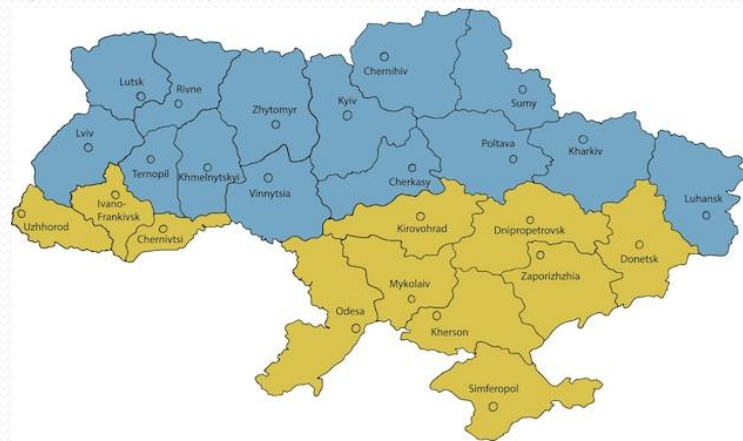 Chernihiv
Lutsk
Rivne
Sumy
Zhytomyr
Kyiv
Lviv
Poltava
Kharkiv
Ternopil
Khmelnytskyi
Vinnytsia
Cherkasy
Luhansk
Ivano-
Frankivsk
Uzhhorod
Chernivtsi
Kirovohrad
Dnipropetrovsk
Donetsk
Zaporizhzhia
Mykolaiv
Odesa
Kherson
Simferopol